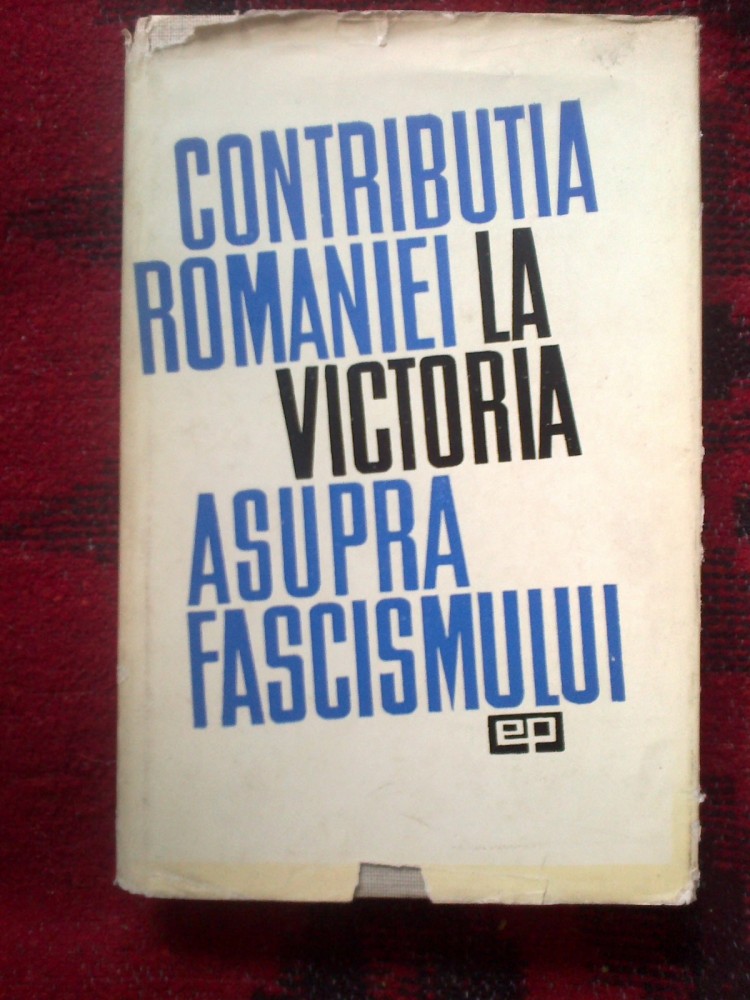 CONTRIBUTIA
ROMANIEI LA
VICTORIA
ASUPRA
FASCISMULUI
ep